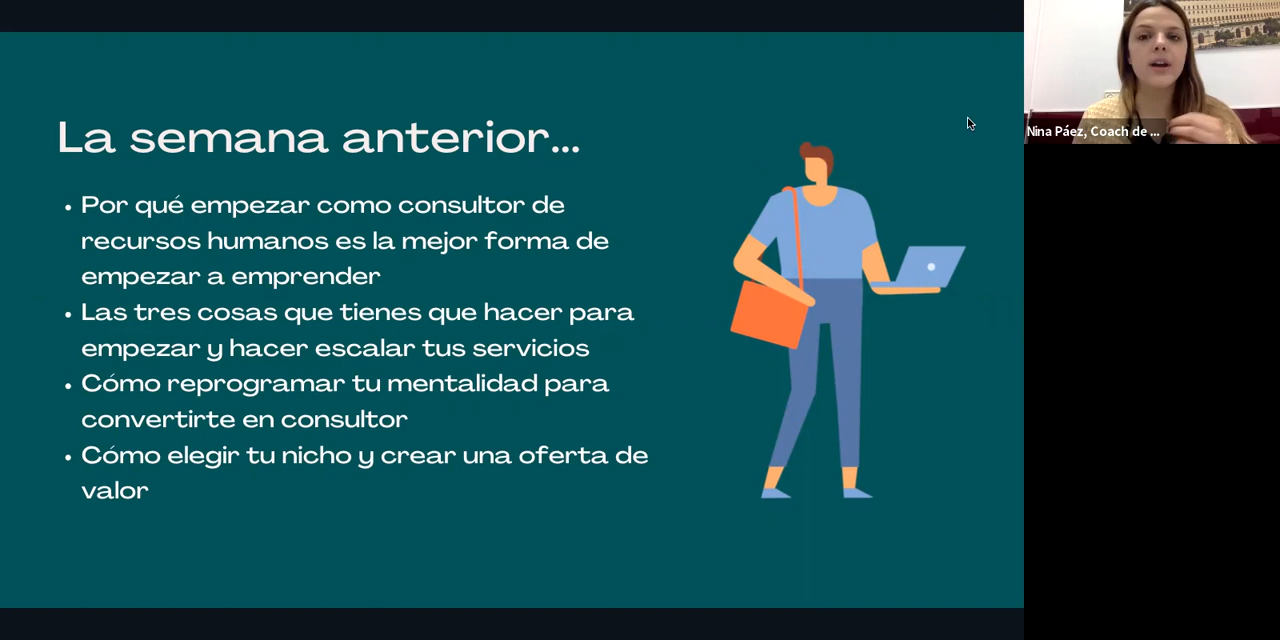 La semana anterior...
• Por qué empezar como consultor de
recursos humanos es la mejor forma de
empezar a emprender
• Las tres cosas que tienes que hacer para
empezar y hacer escalar tus servicios
• Cómo reprogramar tu mentalidad para
convertirte en consultor
• Cómo elegir tu nicho y crear una oferta de
valor
Nina Páez, Coach de ...